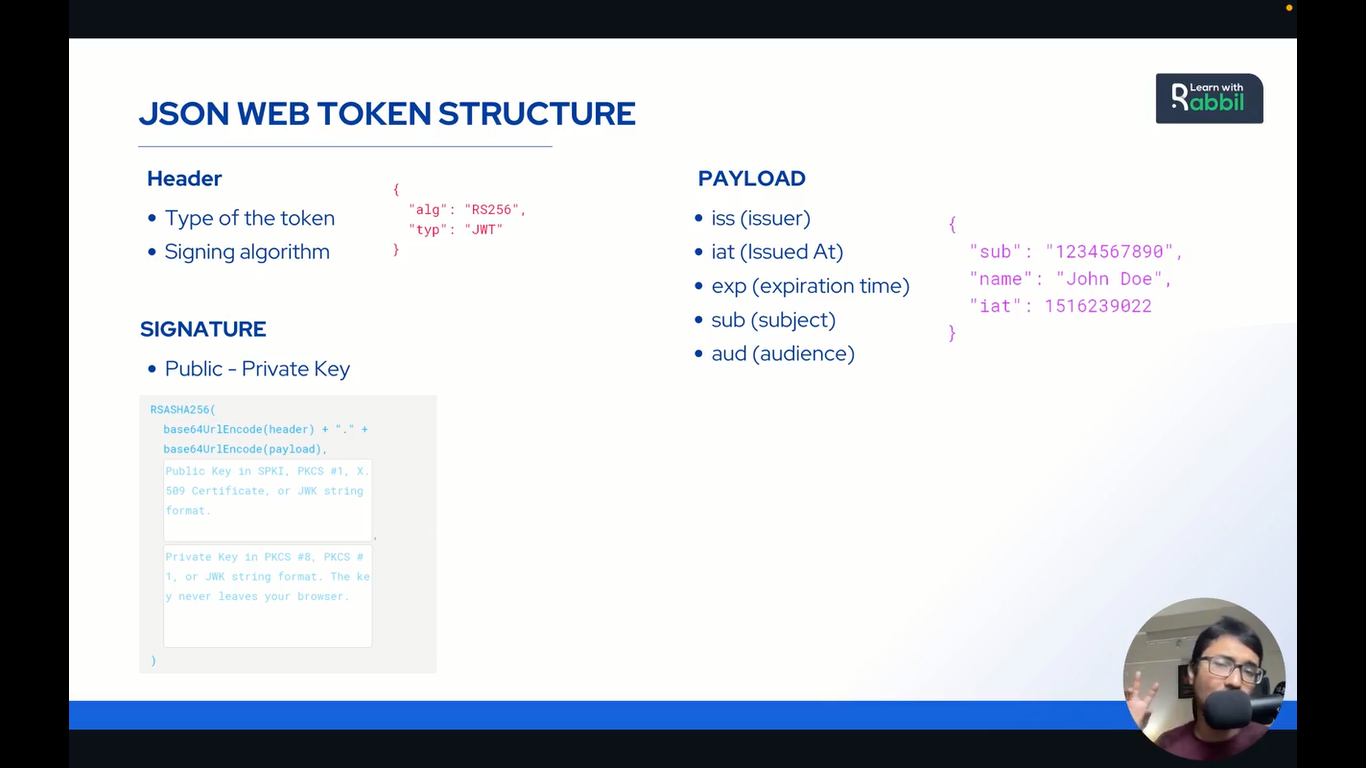 JSON WEB TOKEN STRUCTURE
Learn with
Rabbil
Header
• Type of the token
• Signing algorithm
{
"alg": "RS256",
"typ": "JWT"
}
SIGNATURE
• Public - Private Key
RSASHA256(
base64UrlEncode(header) + "." +
base64UrlEncode(payload),
Public Key in SPKI, PKCS #1, X.
509 Certificate, or JWK string
format.
,
Private Key in PKCS #8, PKCS #
1, or JWK string format. The ke
y never leaves your browser.
)
PAYLOAD
• iss (issuer)
• iat (Issued At)
• exp (expiration time)
• sub (subject)
• aud (audience)
{
"sub": "1234567890",
"name": "John Doe",
"iat": 1516239022
}